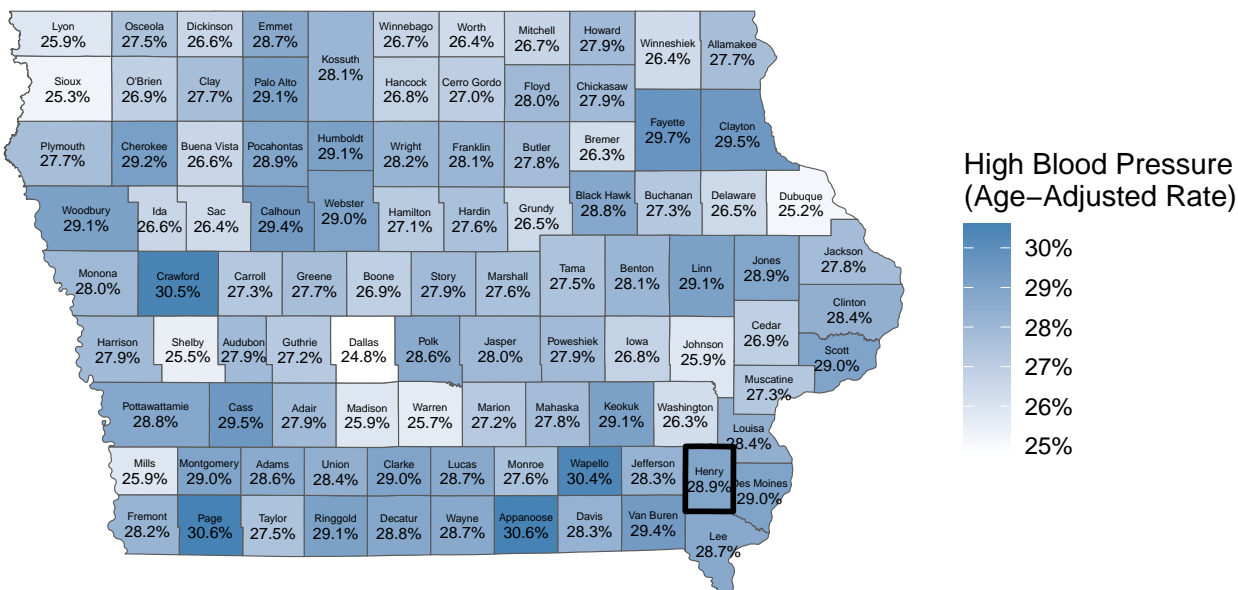 Lyon
25.9%
Osceola
27.5%
Dickinson
26.6%
Emmet
28.7%
Kossuth
28.1%
Winnebago
26.7%
Worth
26.4%
Mitchell
26.7%
Howard
27.9%
Winneshiek
26.4%
Allamakee
27.7%
Sioux
25.3%
O'Brien
26.9%
Clay
27.7%
Palo Alto
29.1%
Hancock
26.8%
Cerro Gordo
27.0%
Floyd
28.0%
Chickasaw
27.9%
Fayette
29.7%
Clayton
29.5%
Plymouth
27.7%
Cherokee
29.2%
Buena Vista
26.6%
Pocahontas
28.9%
Humboldt
29.1%
Wright
28.2%
Franklin
28.1%
Butler
27.8%
Bremer
26.3%
Woodbury
29.1%
Ida
26.6%
Sac
26.4%
Calhoun
29.4%
Webster
29.0%
Hamilton
27.1%
Hardin
27.6%
Grundy
26.5%
Black Hawk
28.8%
Buchanan
27.3%
Delaware
26.5%
Dubuque
25.2%
Monona
28.0%
Crawford
30.5%
Carroll
27.3%
Greene
27.7%
Boone
26.9%
Story
27.9%
Marshall
27.6%
Tama
27.5%
Benton
28.1%
Linn
29.1%
Jones
28.9%
Jackson
27.8%
Clinton
28.4%
Harrison
27.9%
Shelby
25.5%
Audubon
27.9%
Guthrie
27.2%
Dallas
24.8%
Polk
28.6%
Jasper
28.0%
Poweshiek
27.9%
Iowa
26.8%
Johnson
25.9%
Cedar
26.9%
Scott
29.0%
Muscatine
27.3%
Pottawattamie
28.8%
Cass
29.5%
Adair
27.9%
Madison
25.9%
Warren
25.7%
Marion
27.2%
Mahaska
27.8%
Keokuk
29.1%
Washington
26.3%
Louisa
28.4%
Mills
25.9%
Montgomery
29.0%
Adams
28.6%
Union
28.4%
Clarke
29.0%
Lucas
28.7%
Monroe
27.6%
Wapello
30.4%
Jefferson
28.3%
Henry
28.9%
Des Moines
29.0%
Fremont
28.2%
Page
30.6%
Taylor
27.5%
Ringgold
29.1%
Decatur
28.8%
Wayne
28.7%
Appanoose
30.6%
Davis
28.3%
Van Buren
29.4%
Lee
28.7%
High Blood Pressure
(Age−Adjusted Rate)
30%
29%
28%
27%
26%
25%